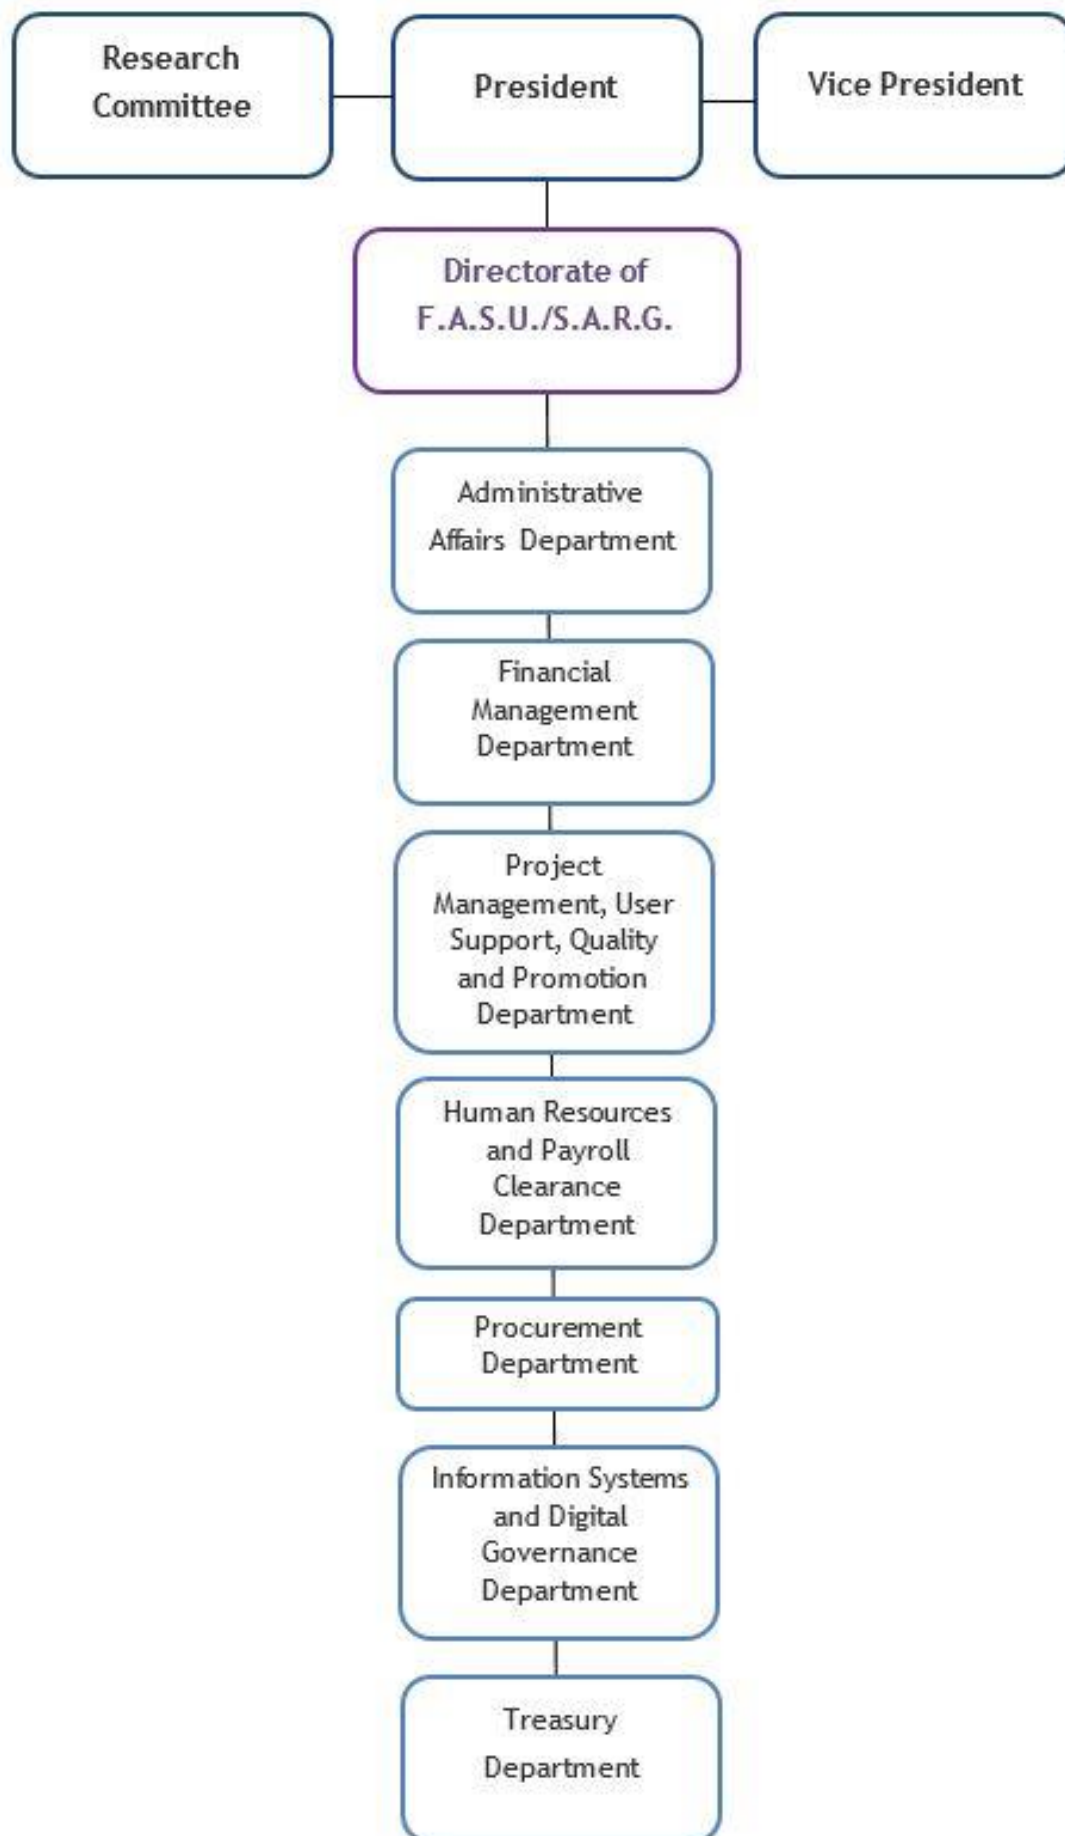 Research
Committee
President
Vice President
Directorate of
F.A.S.U./S.A.R.G.
Administrative
Affairs Department
Financial
Management
Department
Project
Management, User
Support, Quality
and Promotion
Department
Human Resources
and Payroll
Clearance
Department
Procurement
Department
Information Systems
and Digital
Governance
Department
Treasury
Department